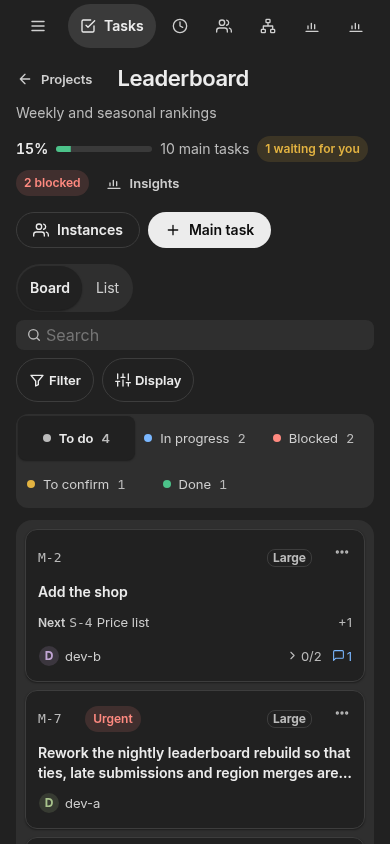 Tasks
Projects
Leaderboard
Weekly and seasonal rankings
15% 10 main tasks 1 waiting for you
2 blocked Insights
Instances + Main task
Board List
Search
Filter Display
To do 4 In progress 2 Blocked 2
To confirm 1 Done 1
M-2 Large
Add the shop
Next S-4 Price list +1
D dev-b 0/2 1
M-7 Urgent Large
Rework the nightly leaderboard rebuild so that
ties, late submissions and region merges are...
D dev-a